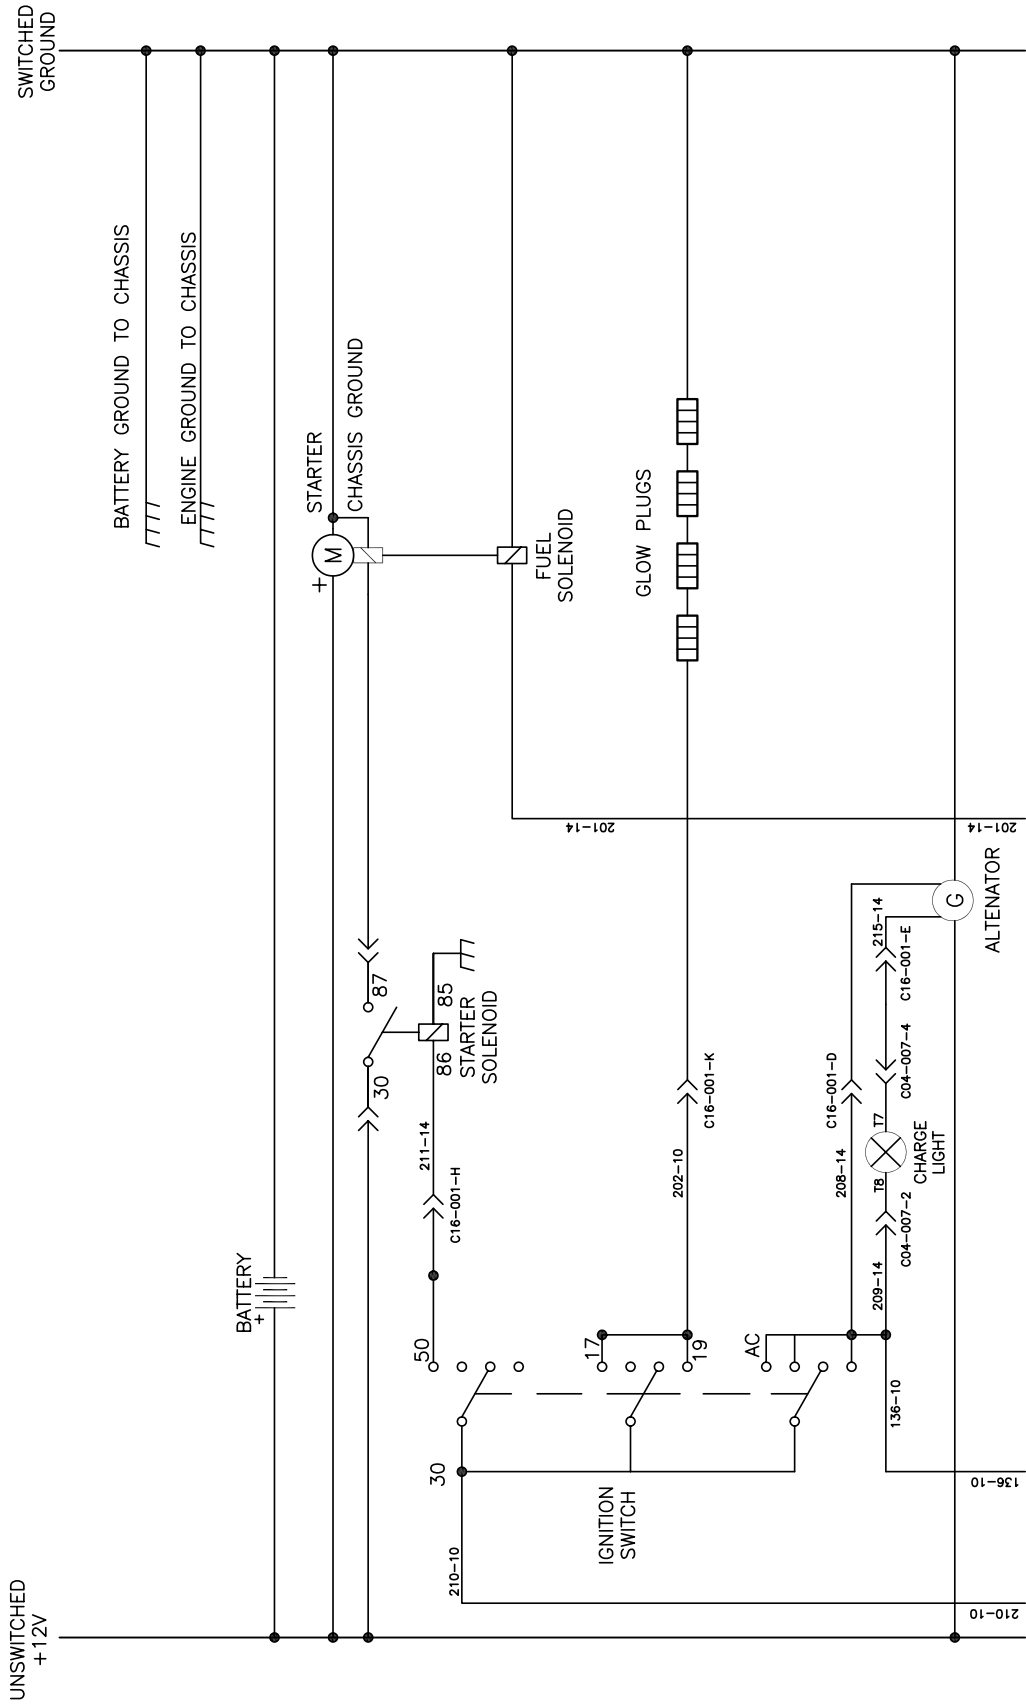 SWITCHED
GROUND
BATTERY GROUND TO CHASSIS
ENGINE GROUND TO CHASSIS
STARTER
CHASSIS GROUND
+
M
FUEL
SOLENOID
GLOW PLUGS
201-14
201-14
G
ALTENATOR
215-14
C16-001-E
87
30
85
86
STARTER
SOLENOID
211-14
C16-001-H
C16-001-K
202-10
C16-001-D
208-14
C04-007-4
T7
T8
CHARGE
LIGHT
C04-007-2
209-14
BATTERY
+
50
17
19
AC
30
136-10
136-10
IGNITION
SWITCH
210-10
210-10
UNSWITCHED
+12V